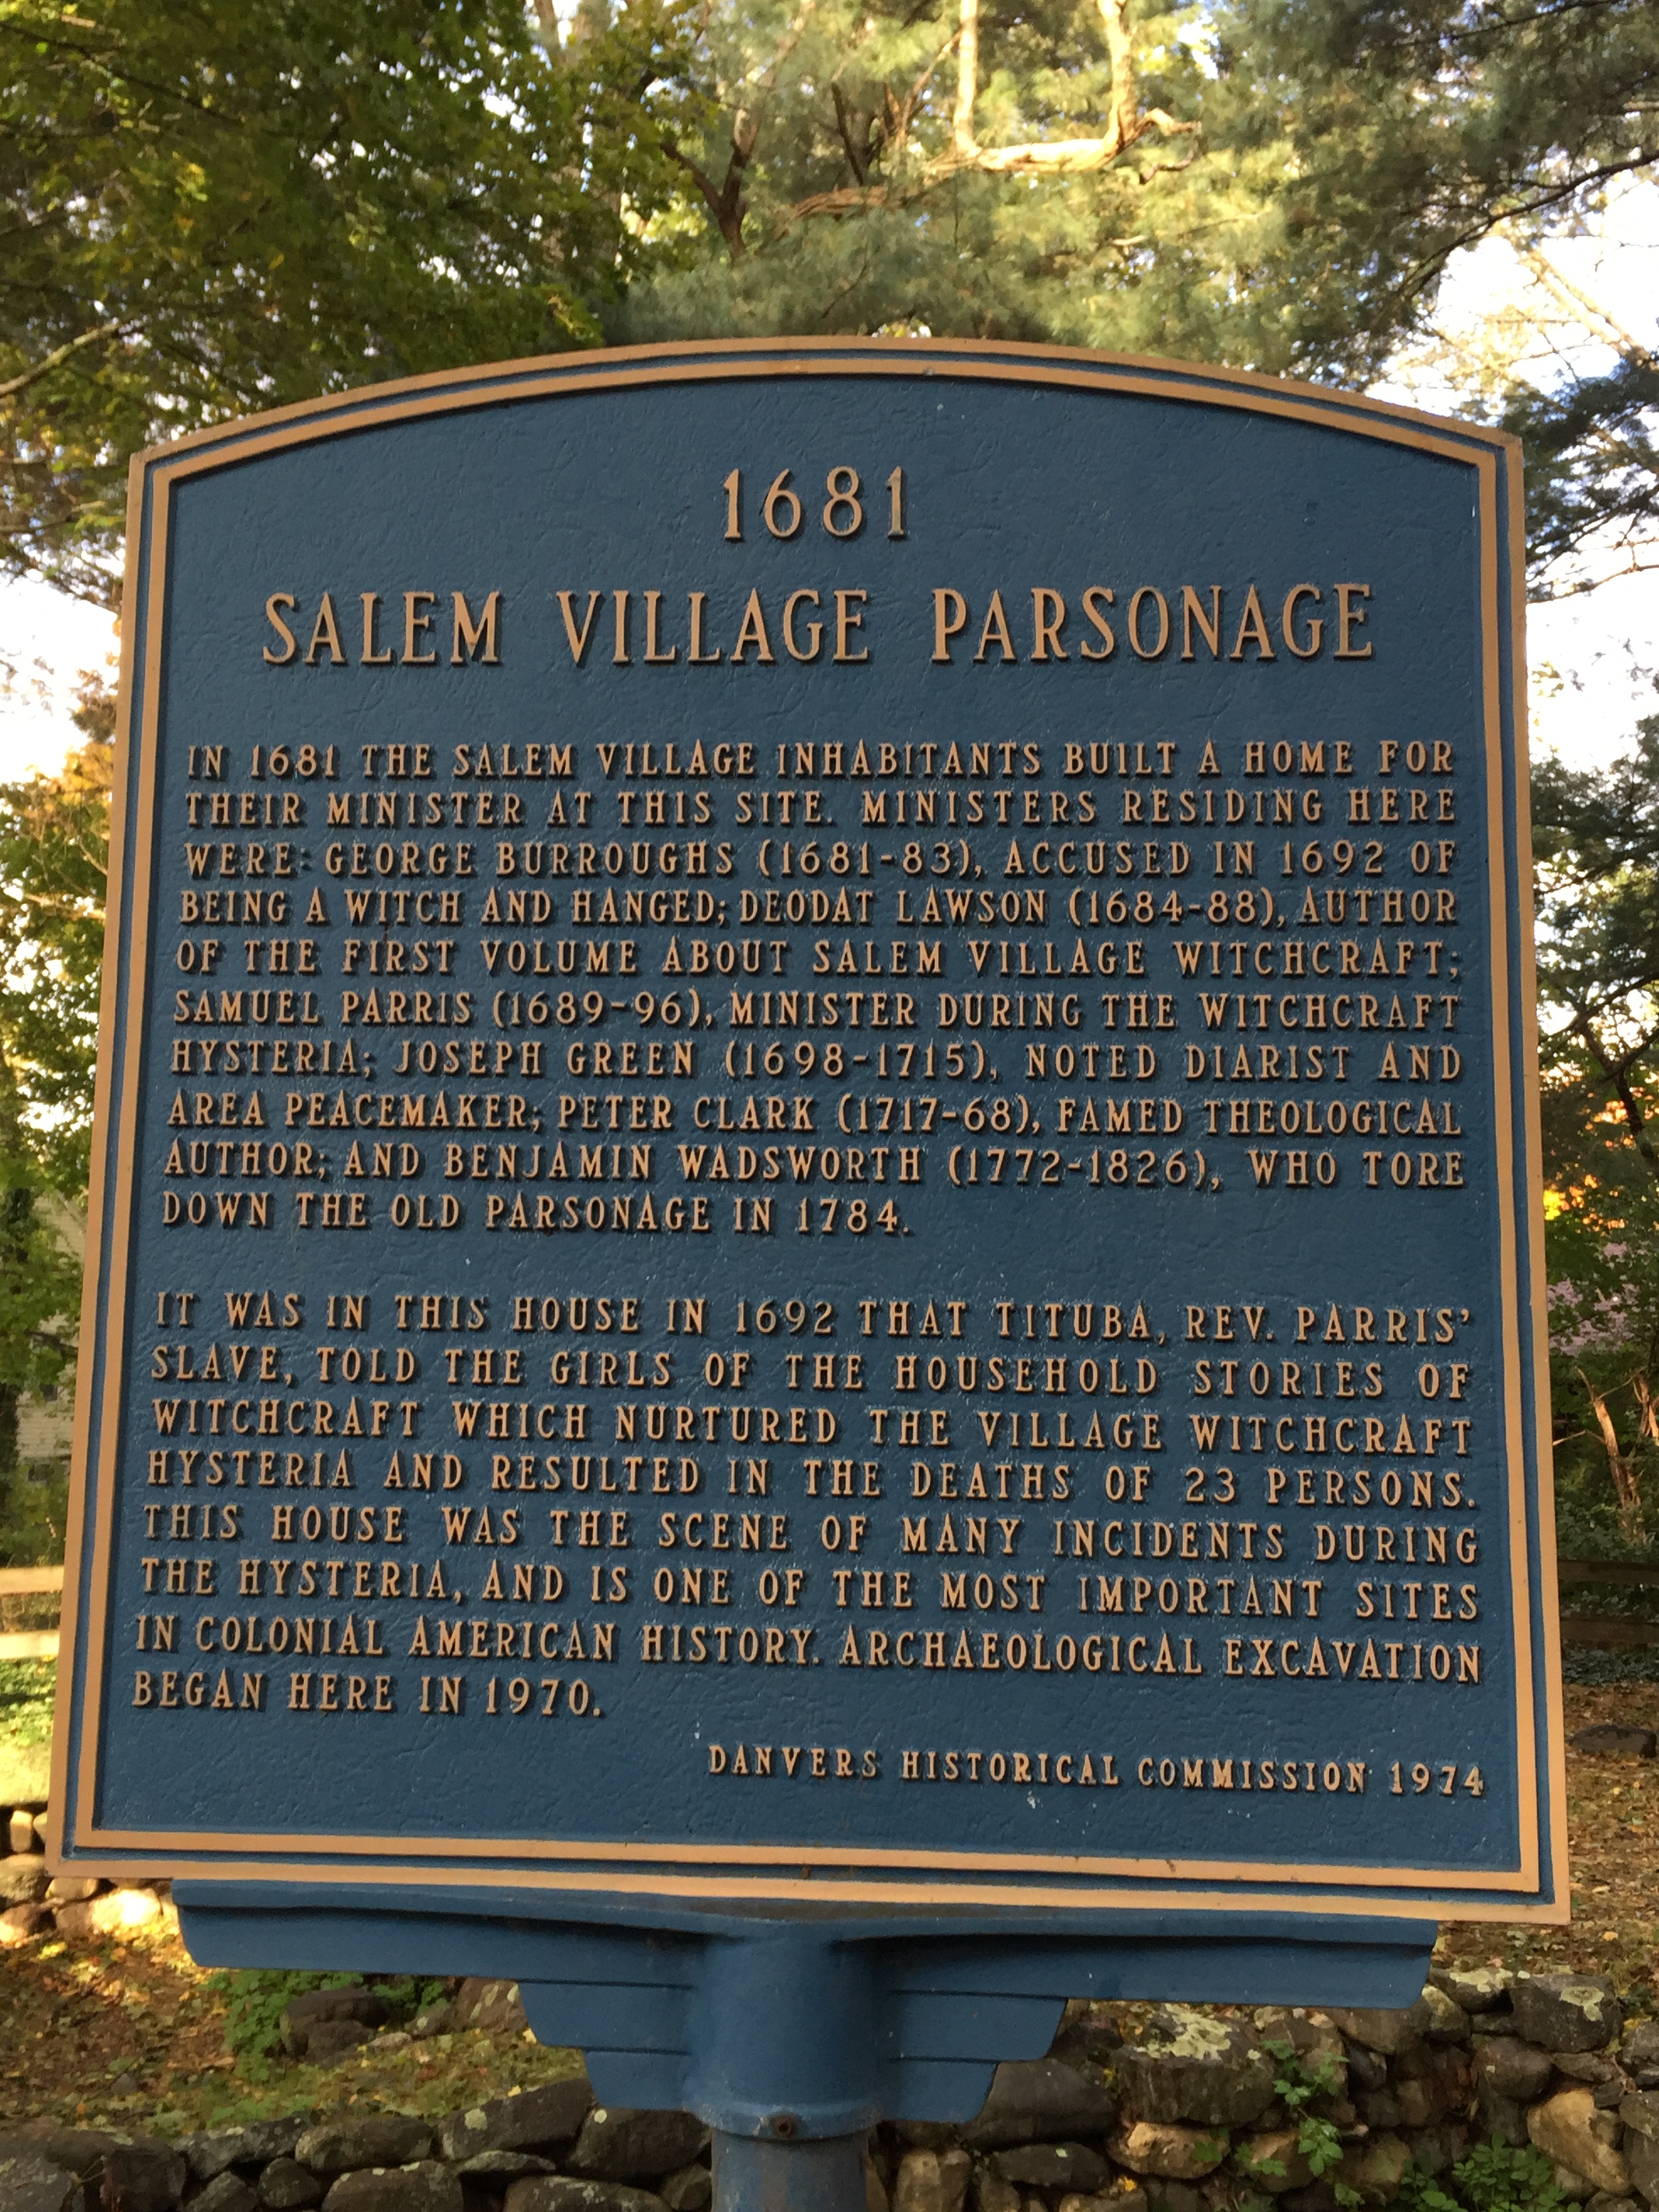 1681
SALEM VILLAGE PARSONAGE
IN 1681 THE SALEM VILLAGE INHABITANTS BUILT A HOME FOR
THEIR MINISTER AT THIS SITE. MINISTERS RESIDING HERE
WERE: GEORGE BURROUGHS (1681-83), ACCUSED IN 1692 OF
BEING A WITCH AND HANGED; DEODAT LAWSON (1684-88), AUTHOR
OF THE FIRST VOLUME ABOUT SALEM VILLAGE WITCHCRAFT;
SAMUEL PARRIS (1689-96), MINISTER DURING THE WITCHCRAFT
HYSTERIA; JOSEPH GREEN (1698-1715), NOTED DIARIST AND
AREA PEACEMAKER; PETER CLARK (1717-68), FAMED THEOLOGICAL
AUTHOR; AND BENJAMIN WADSWORTH (1772-1826), WHO TORE
DOWN THE OLD PARSONAGE IN 1784.
IT WAS IN THIS HOUSE IN 1692 THAT TITUBA, REV. PARRIS'
SLAVE, TOLD THE GIRLS OF THE HOUSEHOLD STORIES OF
WITCHCRAFT WHICH NURTURED THE VILLAGE WITCHCRAFT
HYSTERIA AND RESULTED IN THE DEATHS OF 23 PERSONS.
THIS HOUSE WAS THE SCENE OF MANY INCIDENTS DURING
THE HYSTERIA, AND IS ONE OF THE MOST IMPORTANT SITES
IN COLONIAL AMERICAN HISTORY. ARCHAEOLOGICAL EXCAVATION
BEGAN HERE IN 1970.
DANVERS HISTORICAL COMMISSION 1974